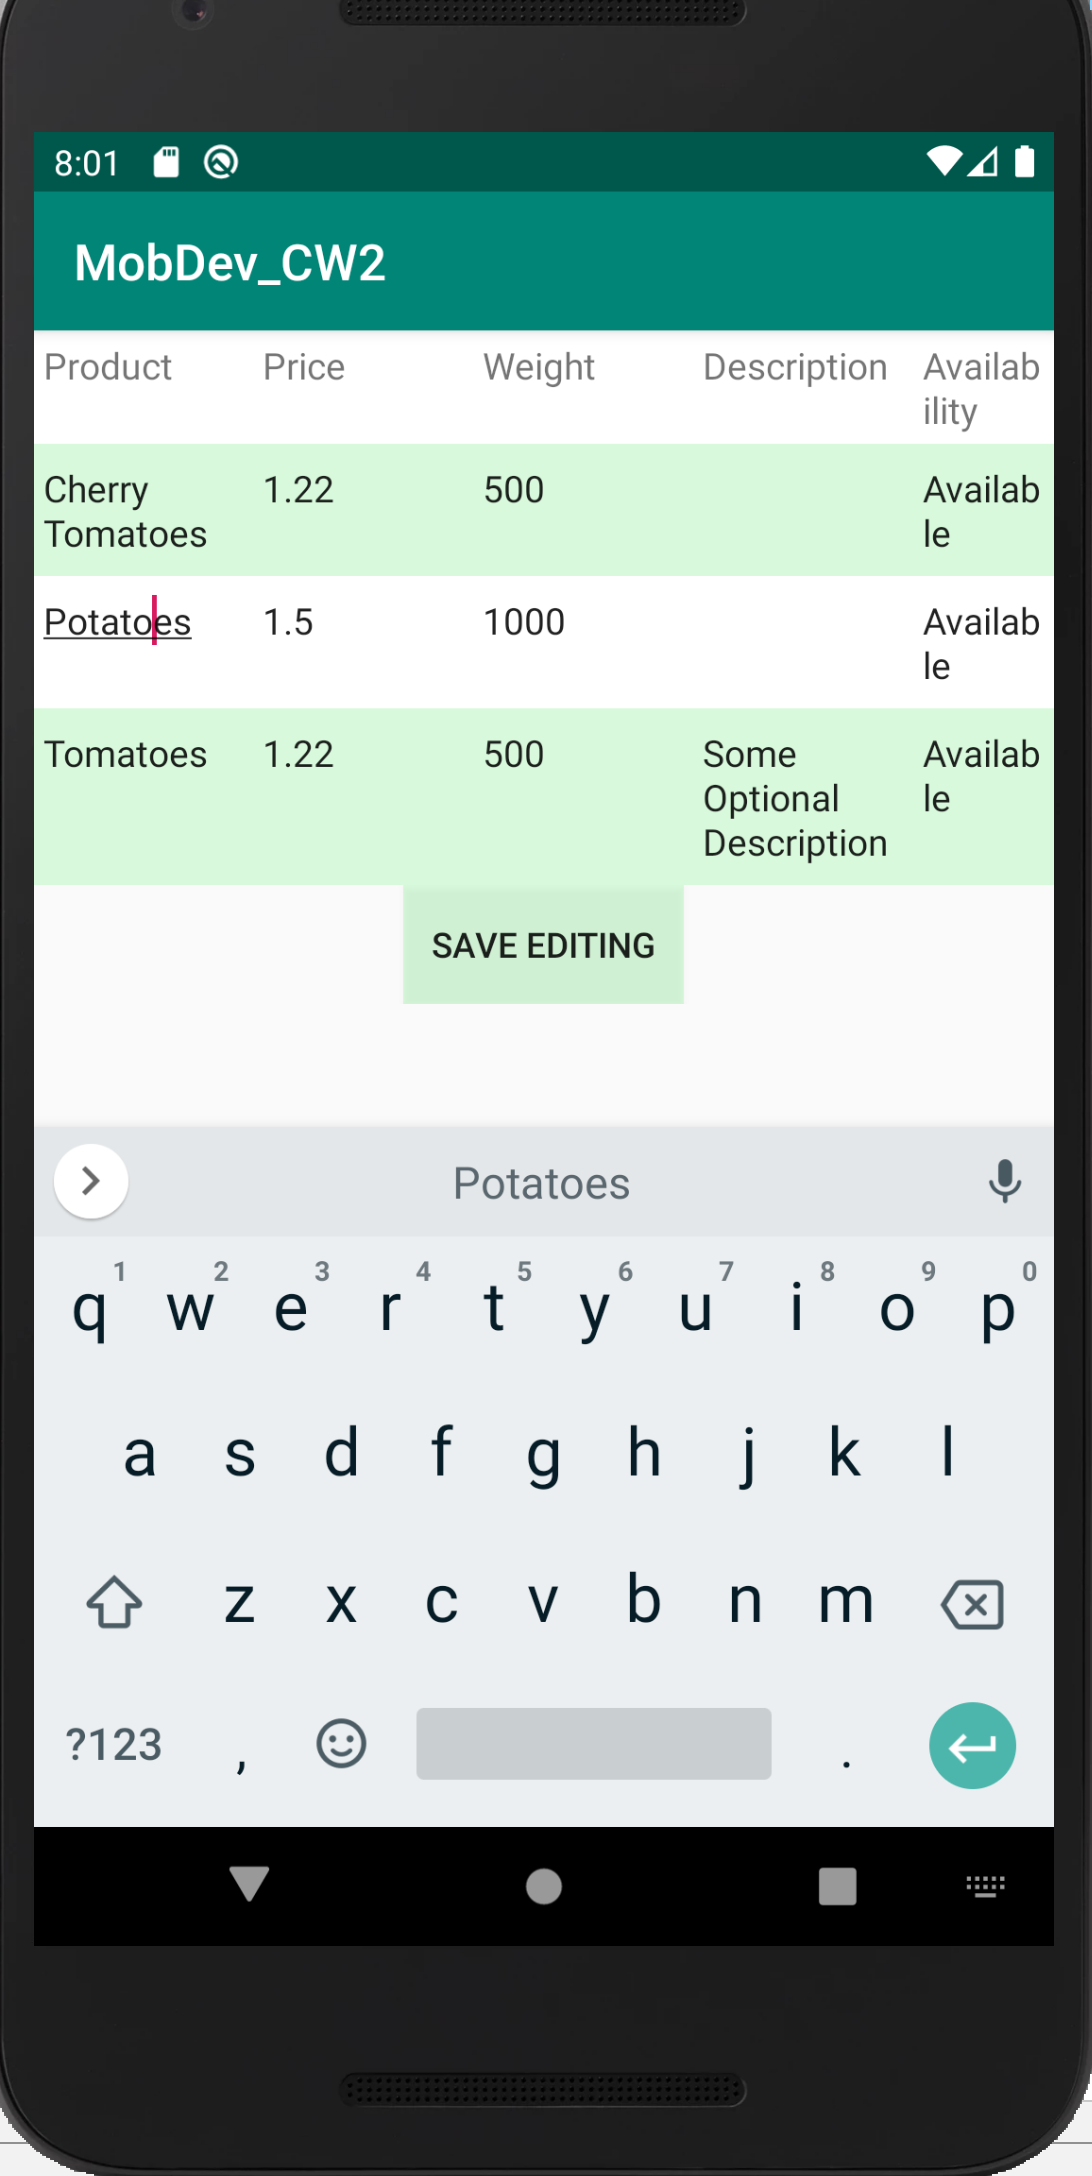 8:01
MobDev_CW2
Product Price Weight Description Availab
ility
Cherry 1.22 500 Availab
Tomatoes le
Potatoes 1.5 1000 Availab
le
Tomatoes 1.22 500 Some Availab
Optional le
Description
SAVE EDITING
Potatoes
1 2 3 4 5 6 7 8 9 0
q w e r t y u i o p
a s d f g h j k l
z x c v b n m
?123 , .